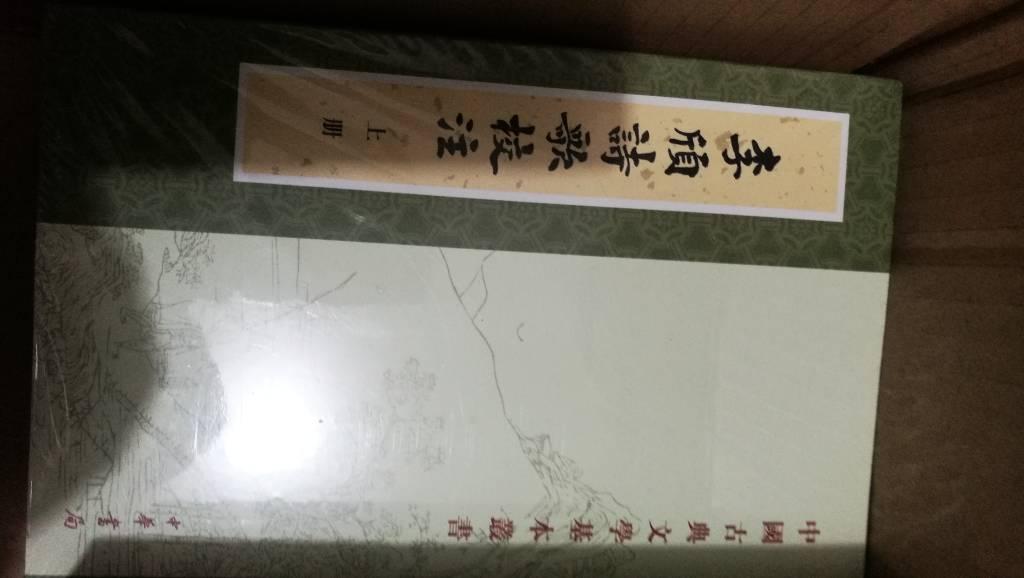 李頎詩歌校注
上册
中國古典文學基本叢書
中華書局